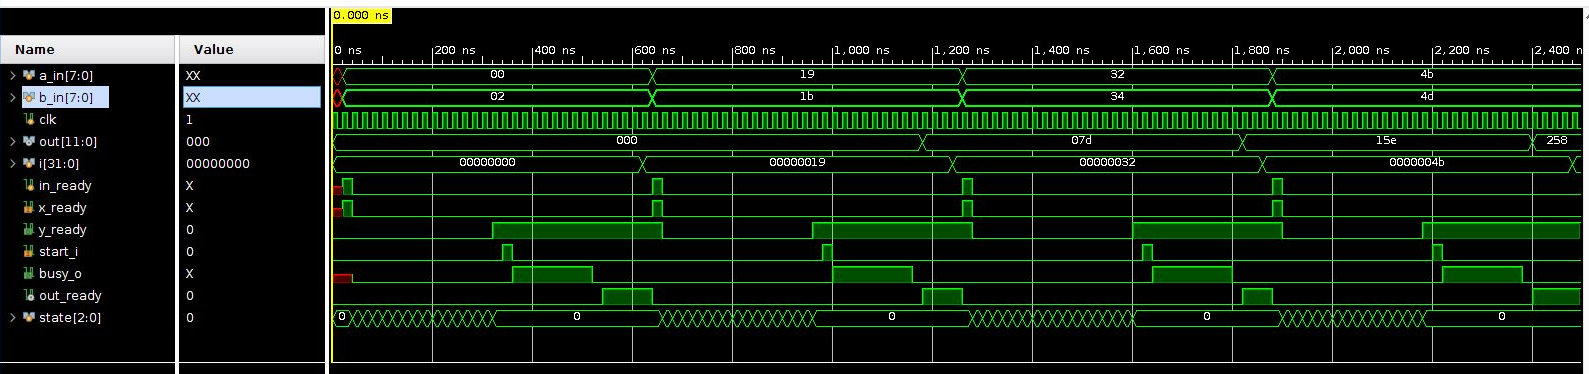 0.000 ns
Name Value 0 ns 200 ns 400 ns 600 ns 800 ns 1,000 ns 1,200 ns 1,400 ns 1,600 ns 1,800 ns 2,000 ns 2,200 ns 2,400 n
a_in[7:0] XX 00 19 32 4b
b_in[7:0] XX 02 1b 34 4d
clk 1
out[11:0] 000 000 07d 15e 258
i[31:0] 00000000 00000000 00000019 00000032 0000004b
in_ready X
x_ready X
y_ready 0
start_i 0
busy_o X
out_ready 0
state[2:0] 0 0 0 0 0 0